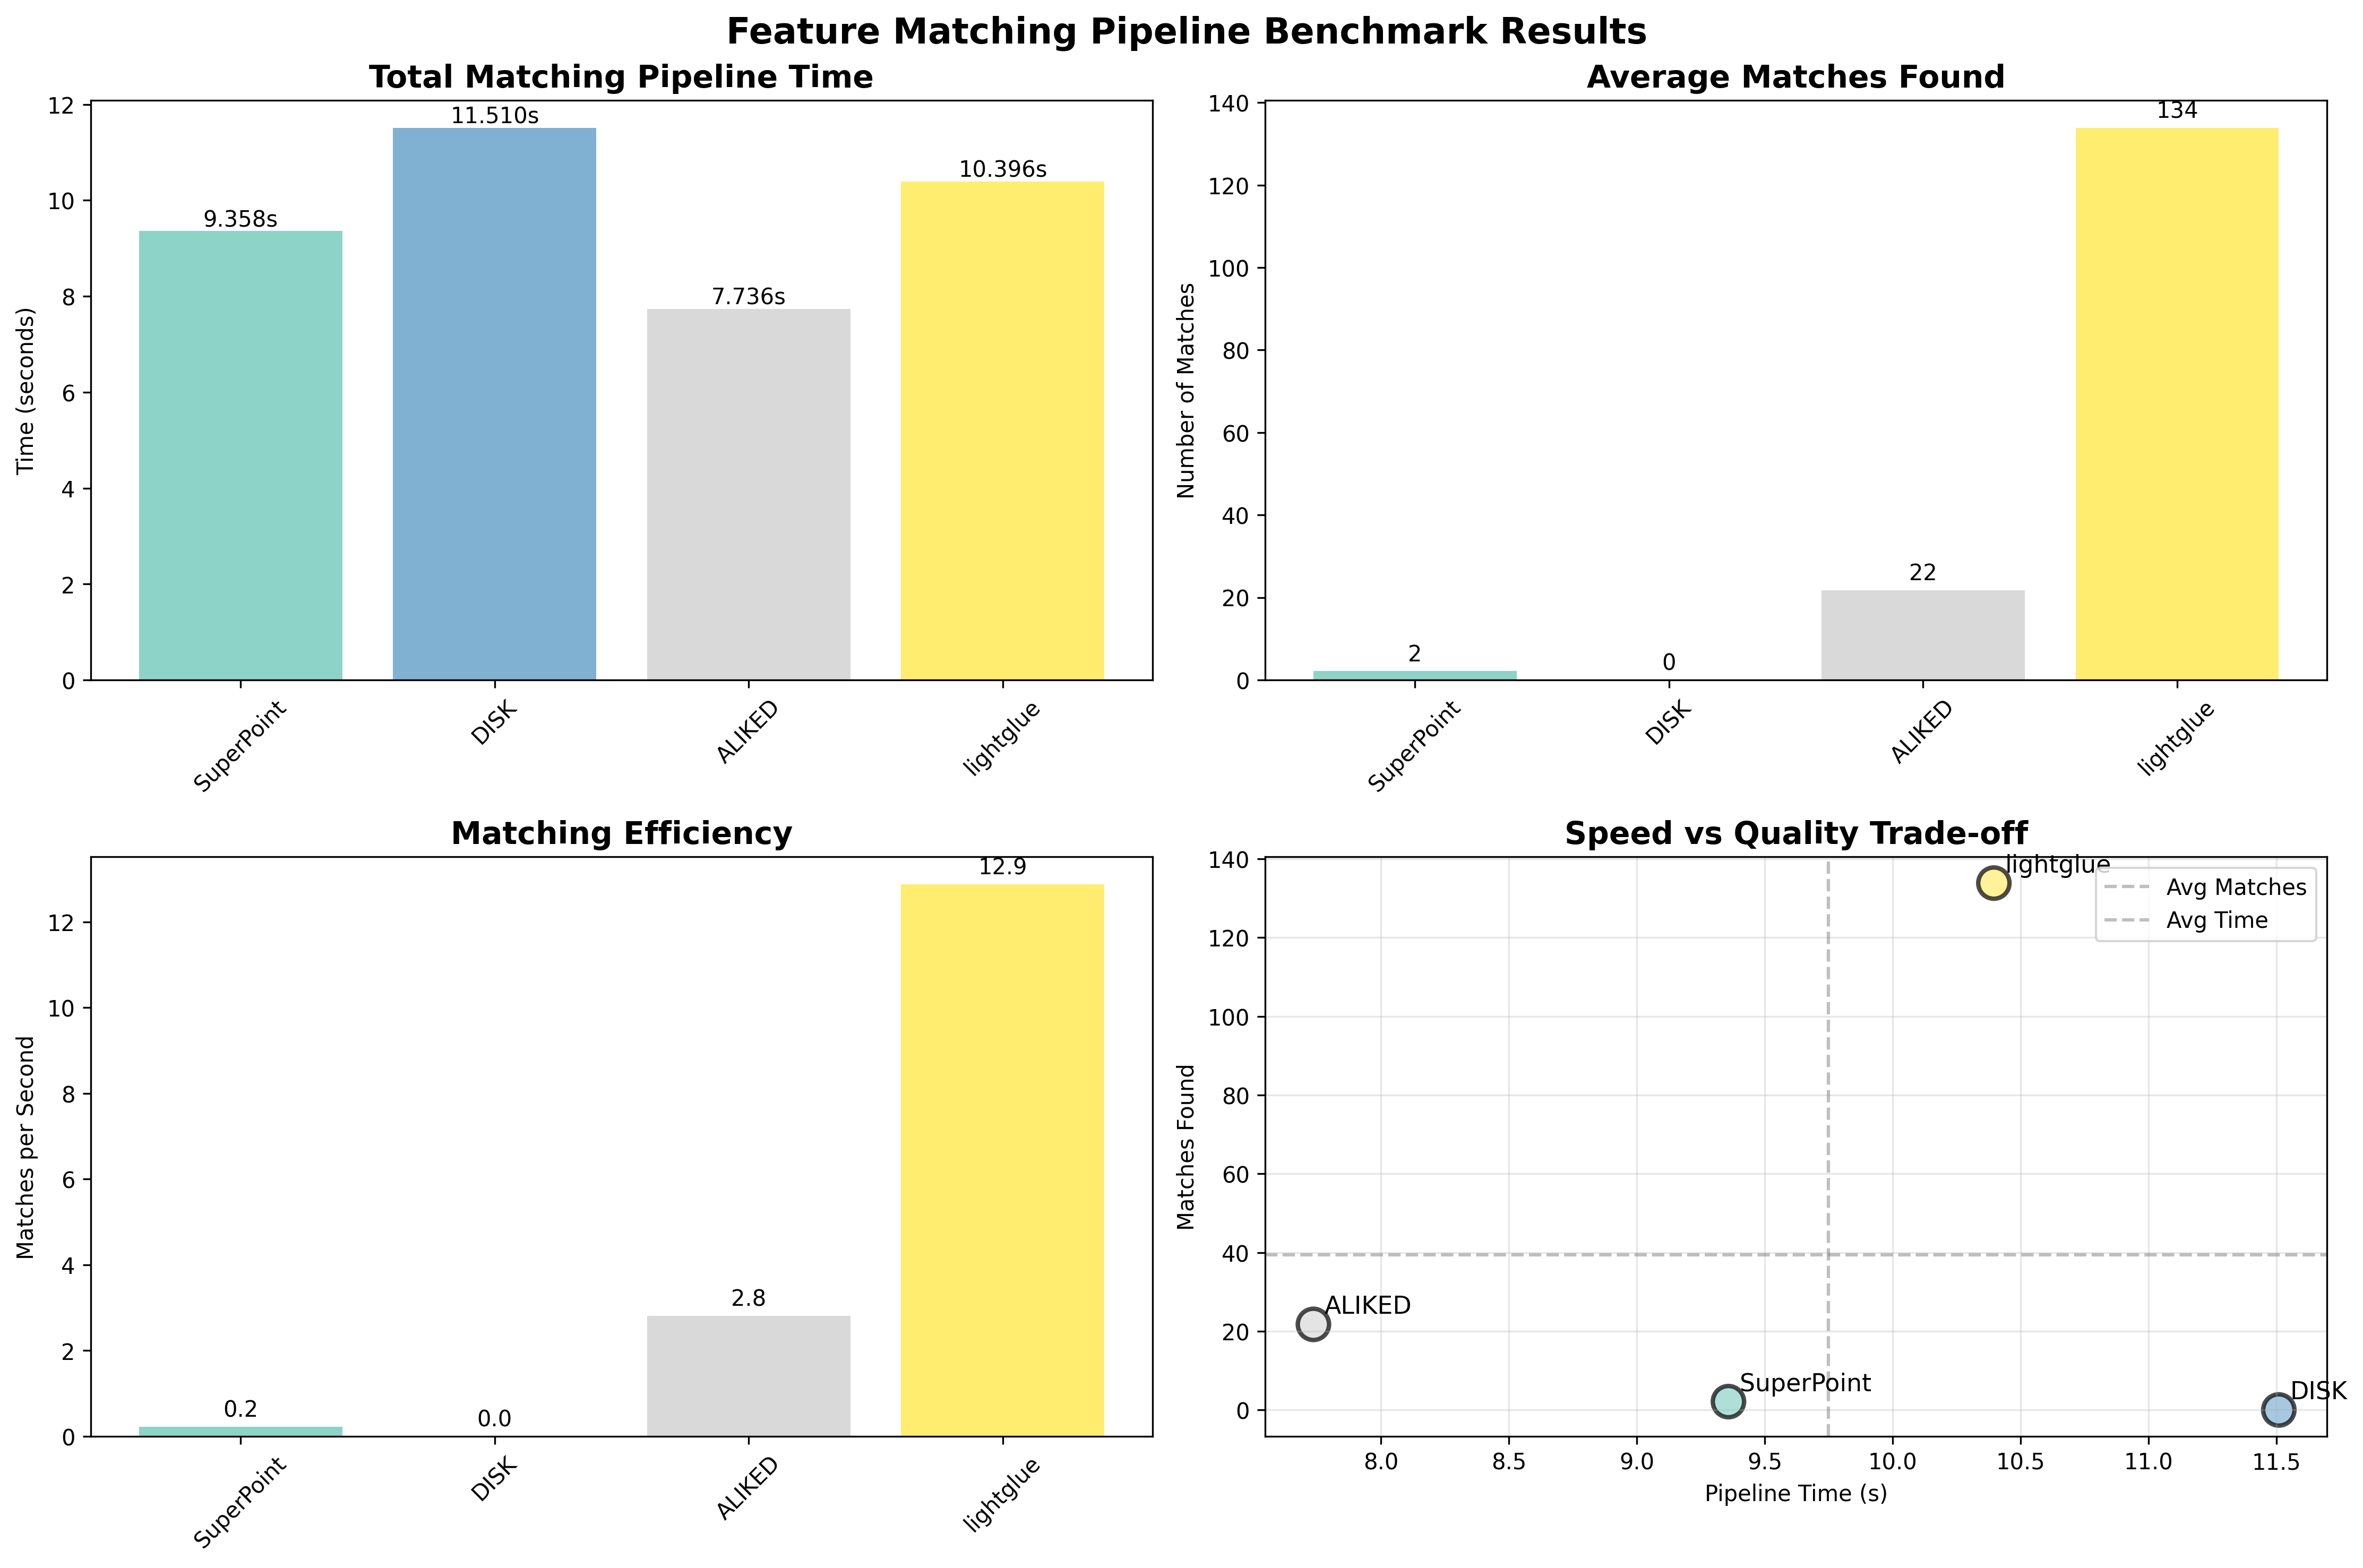 Feature Matching Pipeline Benchmark Results
Total Matching Pipeline Time
Time (seconds)
12
10
8
6
4
2
0
9.358s
11.510s
7.736s
10.396s
SuperPoint
DISK
ALIKED
lightglue
Average Matches Found
Number of Matches
140
120
100
80
60
40
20
0
2
0
22
134
SuperPoint
DISK
ALIKED
lightglue
Matching Efficiency
Matches per Second
12
10
8
6
4
2
0
0.2
0.0
2.8
12.9
SuperPoint
DISK
ALIKED
lightglue
Speed vs Quality Trade-off
Matches Found
140
120
100
80
60
40
20
0
lightglue
Avg Matches
Avg Time
ALIKED
SuperPoint
DISK
8.0 8.5 9.0 9.5 10.0 10.5 11.0 11.5
Pipeline Time (s)